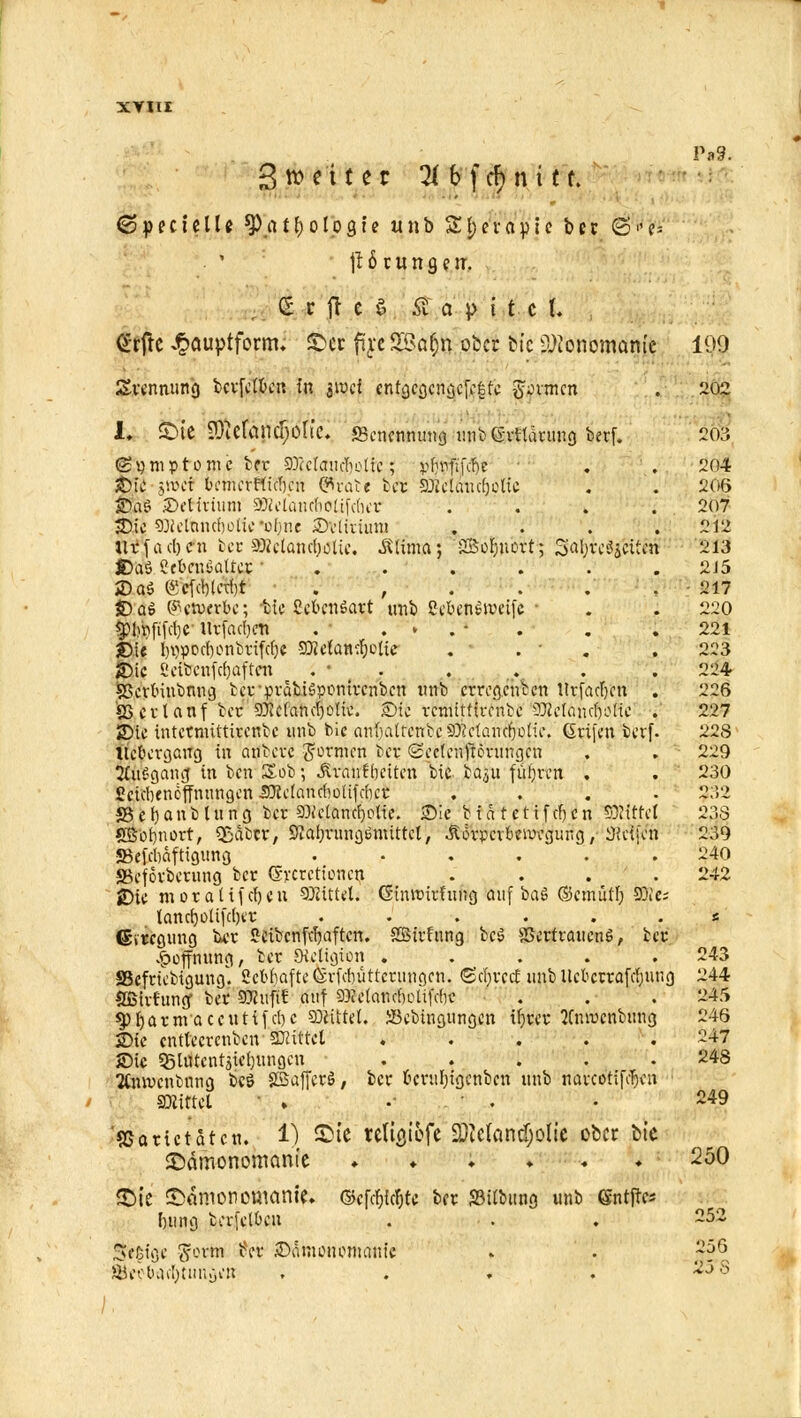 XVIII
Pag.
Zweiter Abschnitt.
Specielle Pathologie und Therapie der See-
störungen.
Erstes Kapitel.
Erste Hauptform. Der fixe Wahn oder die Monomanie 199
Trennung derselben in zwei entgegengesetzte Formen . 202
1. Die Melancholie. Benennung und Erklärung derf. 203
Symptome der Melancholie; physische . . 204
Die zwei bemerklichen Grade der Melancholie . . 206
Das Delirium Melancholischer . . . . 207
Die Melancholie ohne Delirium . . . . 212
Ursachen der Melancholie. Klima; Wohnort; Jahreszeiten 213
Das Lebensalter . . . . . . 215
Das Geschlecht . . . . . . 217
Das Gewerbe; die Lebensart und Lebensweise . . 220
Physische Ursachen . . . . . . 221
Die hypochondrische Melancholie . . . . 223
Die Leidenschaften . . . . . . 224
Verbindung der prädisponirenden und erregenden Ursachen . 226
Verlauf der Melancholie. Die remittirende Melancholie . 227
Die intermittirende und die anhaltende Melancholie. Crisen derf. 228
Uebergang in andere Formen der Seelenstörungen . . 229
Ausgang in den Tod; Krankheiten die dazu führen . . 230
Leichenöffnungen Melancholischer . . . . 232
Behandlung der Melancholie. Die diätetischen Mittel 238
Wohnort, Bäder, Nahrungsmittel, Körperbewegung, Reisen 239
Beschäftigung . . . . . . 240
Beförderung der Excretionen . . . . 242
Die moralischen Mittel. Einwirkung auf das Gemüth Me-
lancholischer . . . . . . =
Erregung der Leidenschaften. Wirkung des Vertrauens, der
Hoffnung, der Religion . . . . . 243
Befriedigung. Lebhafte Erschütterungen. Schreck und Ueberraschung 244
Wirkung der Musik auf Melancholische . . . 245
Pharmaceutische Mittel. Bedingungen ihrer Anwendung 246
Die entleerenden Mittel . . . . . 247
Die Blutentziehungen . . . . . 248
Anwendung des Wassers, der beruhigenden und narcotischen
Mittel . . . . 249
Varietäten. 1) Die religiöse Melancholie oder die
Dämonomanie . . . . . . 250
Die Dämonomanie. Geschichte der Bildung und Entste-
hung derselben . . . 252
Jetzige Form der Dämonomanie . . 256
Beobachtungen . . . . 258